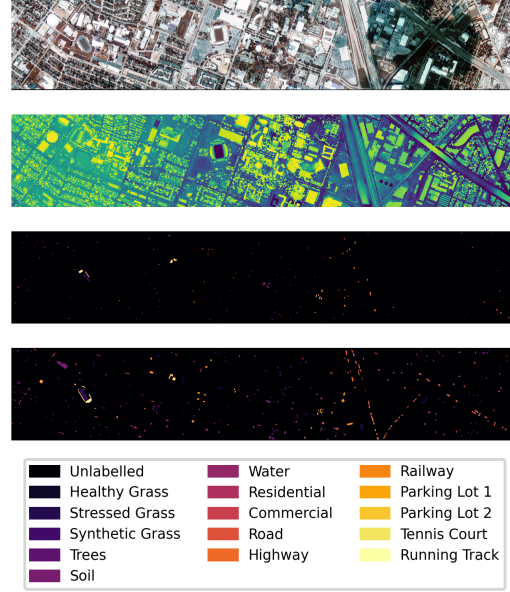 Unlabelled
Healthy Grass
Stressed Grass
Synthetic Grass
Trees
Soil
Water
Residential
Commercial
Road
Highway
Railway
Parking Lot 1
Parking Lot 2
Tennis Court
Running Track